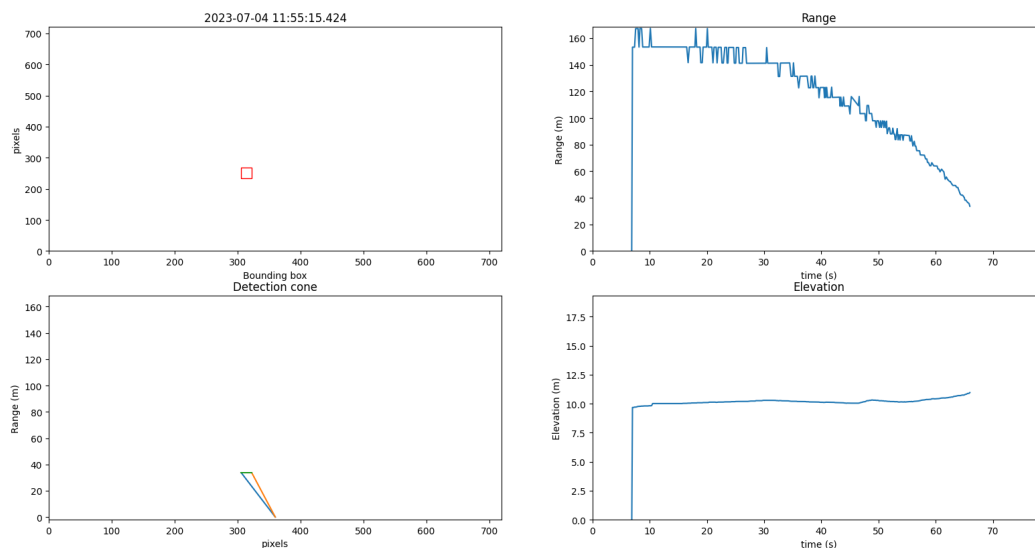 2023-07-04 11:55:15.424
700
600
500
400
300
200
100
0
pixels
0 100 200 300 400 500 600 700
Bounding box
Range
160
140
120
100
80
60
40
20
0
Range (m)
0 10 20 30 40 50 60 70
time (s)
Detection cone
160
140
120
100
80
60
40
20
0
Range (m)
0 100 200 300 400 500 600 700
pixels
Elevation
17.5
15.0
12.5
10.0
7.5
5.0
2.5
0.0
Elevation (m)
0 10 20 30 40 50 60 70
time (s)